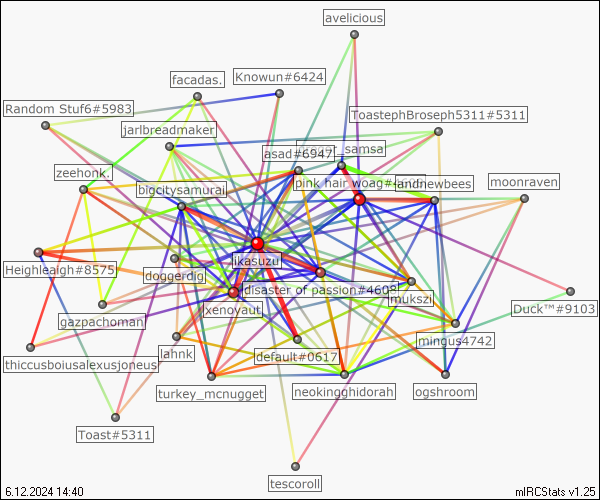 avelicious
facadas.
Knowun#6424
Random Stuf6#5983
ToastephBroseph5311#5311
jarlbreadmaker
_samsa
asad#6947
zeehonk.
pink hair woag#
andnewbees
moonraven
bigcitysamurai
ikasuzu
Heighleaigh#8575
doggerdig
disaster of passion#4608
mukszi
Duck™#9103
gazpachoman
xenovaut
mingus4742
thiccusboiusalexusjoneus
lahnk
default#0617
turkey_mcnugget
neokingghidorah
ogshroom
Toast#5311
tescoroll
6.12.2024 14:40
mIRCStats v1.25